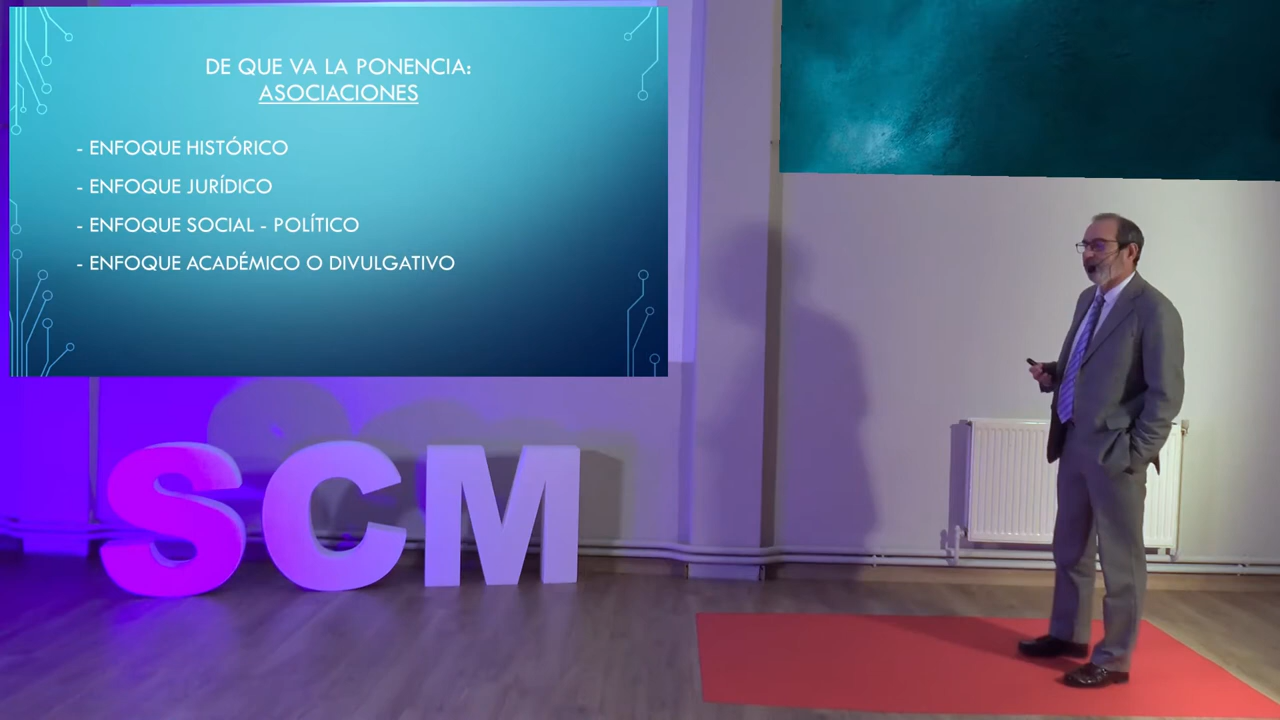 DE QUE VA LA PONENCIA:
ASOCIACIONES
- ENFOQUE HISTÓRICO
- ENFOQUE JURÍDICO
- ENFOQUE SOCIAL - POLÍTICO
- ENFOQUE ACADÉMICO O DIVULGATIVO
SCM